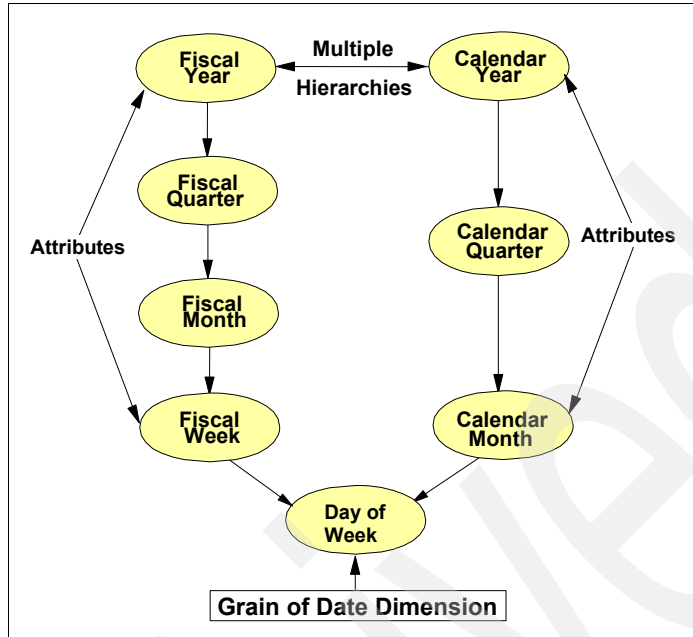 Fiscal
Year
Multiple
Hierarchies
Calendar
Year
Fiscal
Quarter
Calendar
Quarter
Attributes
Attributes
Fiscal
Month
Fiscal
Week
Calendar
Month
Day of
Week
Grain of Date Dimension